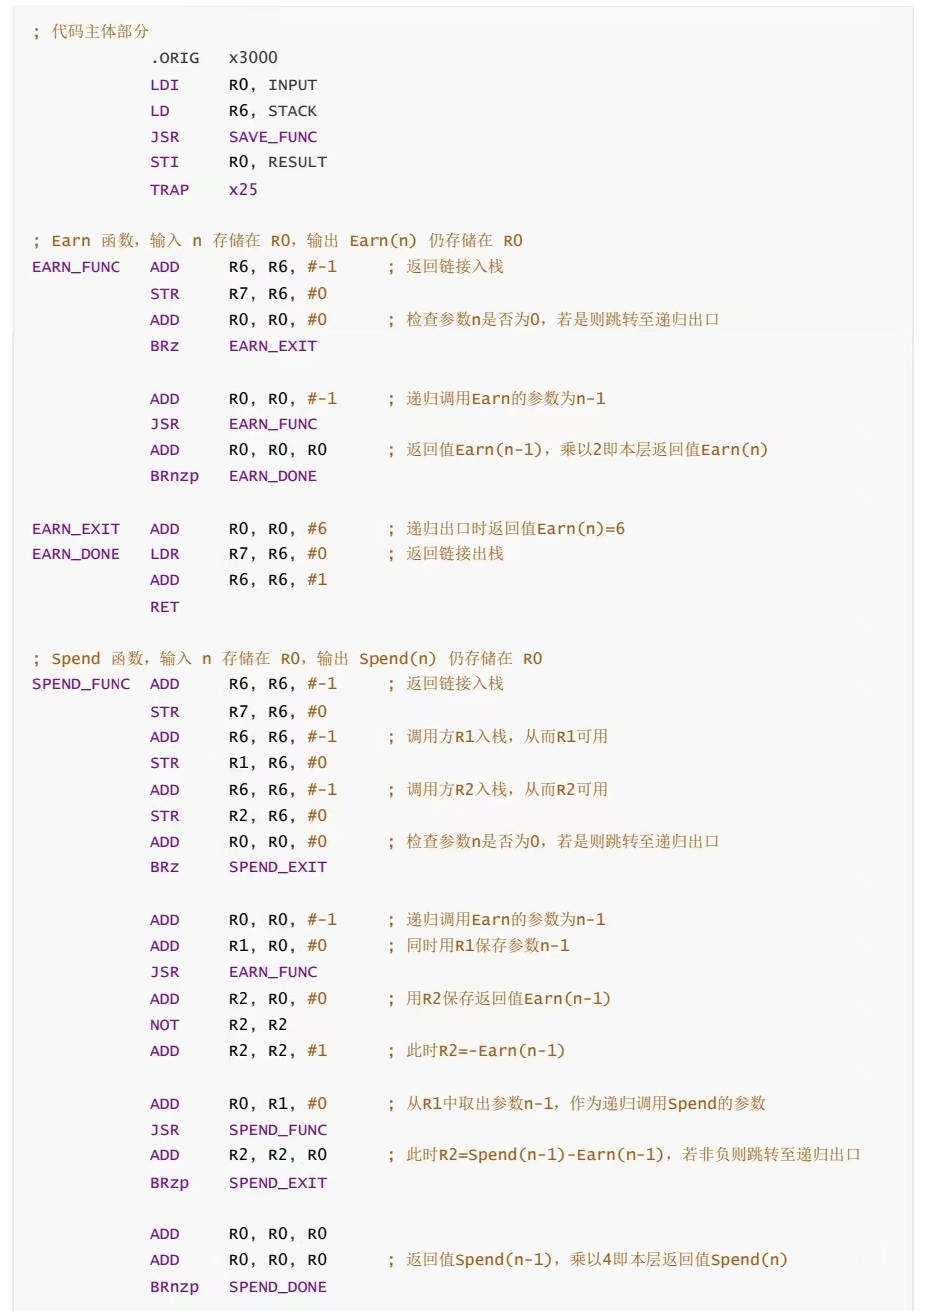 ; 代码主体部分
.ORIG x3000
LDI R0, INPUT
LD R6, STACK
JSR SAVE_FUNC
STI R0, RESULT
TRAP x25
; Earn 函数，输入 n 存储在 R0，输出 Earn(n) 仍存储在 R0
EARN_FUNC ADD R6, R6, #-1 ; 返回链接入栈
STR R7, R6, #0
ADD R0, R0, #0 ; 检查参数n是否为0，若是则跳转至递归出口
BRz EARN_EXIT
ADD R0, R0, #-1 ; 递归调用Earn的参数为n-1
JSR EARN_FUNC
ADD R0, R0, R0 ; 返回值Earn(n-1)，乘以2即本层返回值Earn(n)
BRnzp EARN_DONE
EARN_EXIT ADD R0, R0, #6 ; 递归出口时返回值Earn(n)=6
EARN_DONE LDR R7, R6, #0 ; 返回链接出栈
ADD R6, R6, #1
RET
; Spend 函数，输入 n 存储在 R0，输出 Spend(n) 仍存储在 R0
SPEND_FUNC ADD R6, R6, #-1 ; 返回链接入栈
STR R7, R6, #0
ADD R6, R6, #-1 ; 调用方R1入栈，从而R1可用
STR R1, R6, #0
ADD R6, R6, #-1 ; 调用方R2入栈，从而R2可用
STR R2, R6, #0
ADD R0, R0, #0 ; 检查参数n是否为0，若是则跳转至递归出口
BRz SPEND_EXIT
ADD R0, R0, #-1 ; 递归调用Earn的参数为n-1
ADD R1, R0, #0 ; 同时用R1保存参数n-1
JSR EARN_FUNC
ADD R2, R0, #0 ; 用R2保存返回值Earn(n-1)
NOT R2, R2
ADD R2, R2, #1 ; 此时R2=-Earn(n-1)
ADD R0, R1, #0 ; 从R1中取出参数n-1，作为递归调用Spend的参数
JSR SPEND_FUNC
ADD R2, R2, R0 ; 此时R2=Spend(n-1)-Earn(n-1)，若非负则跳转至递归出口
BRzp SPEND_EXIT
ADD R0, R0, R0
ADD R0, R0, R0 ; 返回值Spend(n-1)，乘以4即本层返回值Spend(n)
BRnzp SPEND_DONE